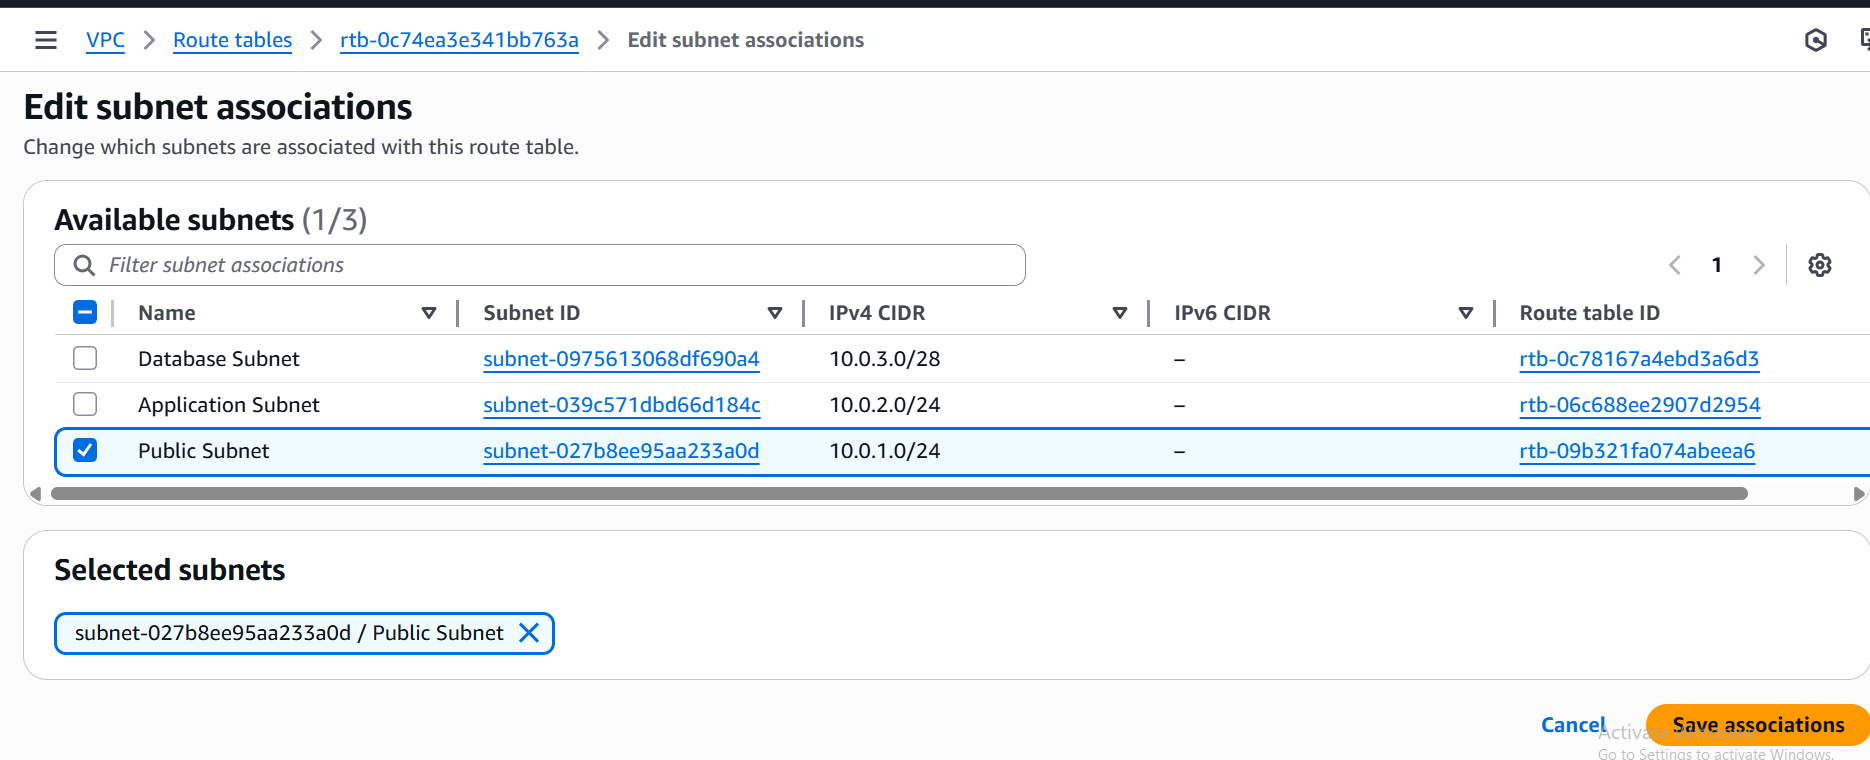 VPC > Route tables > rtb-0c74ea3e341bb763a > Edit subnet associations
Edit subnet associations
Change which subnets are associated with this route table.
Available subnets (1/3)
Filter subnet associations
1
Name Subnet ID IPv4 CIDR IPv6 CIDR Route table ID
Database Subnet subnet-0975613068df690a4 10.0.3.0/28 – rtb-0c78167a4ebd3a6d3
Application Subnet subnet-039c571dbd66d184c 10.0.2.0/24 – rtb-06c688ee2907d2954
Public Subnet subnet-027b8ee95aa233a0d 10.0.1.0/24 – rtb-09b321fa074abeea6
Selected subnets
subnet-027b8ee95aa233a0d / Public Subnet
Cancel Save associations
Activate Windows
Go to Settings to activate Windows.